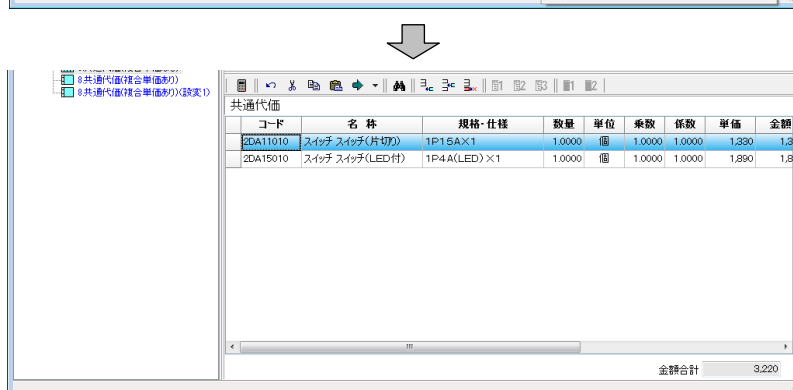 8.共通代価(複合単価あり)
8.共通代価(複合単価あり)(設変1)
共通代価
コード 名 称 規格・仕様 数量 単位 乗数 係数 単価 金額
2DA11010 スイッチ スイッチ(片切り) 1P15A×1 1.0000 個 1.0000 1.0000 1,330 1,3
2DA15010 スイッチ スイッチ(LED付) 1P4A(LED)×1 1.0000 個 1.0000 1.0000 1,890 1,8
金額合計 3,220